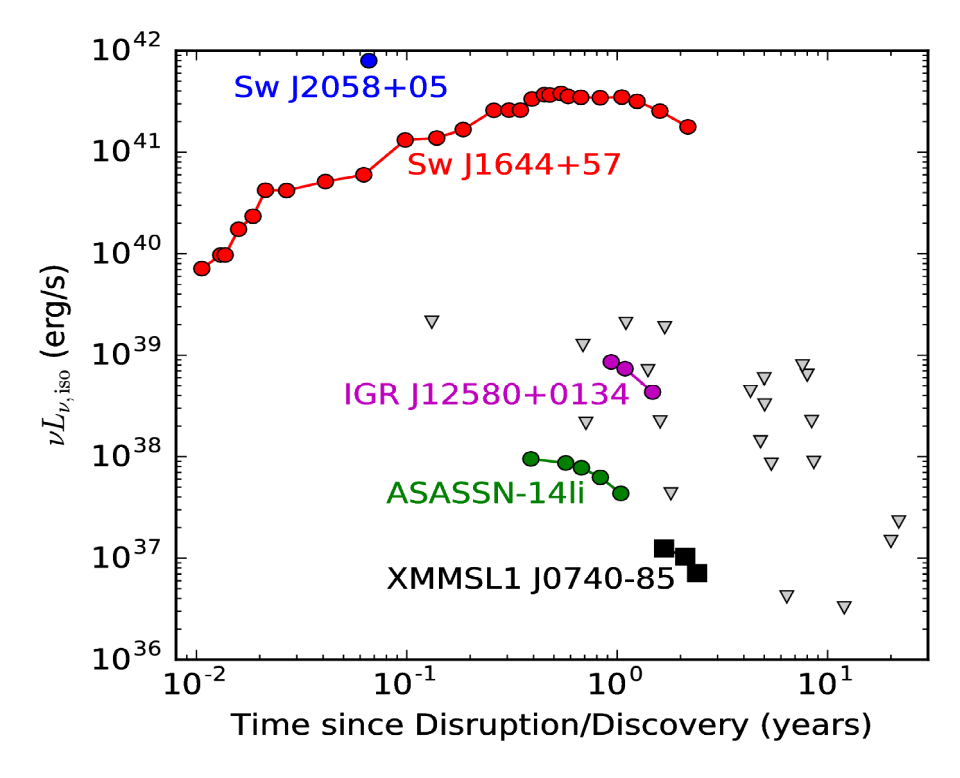 10^42
Sw J2058+05
10^41
Sw J1644+57
10^40
νL_ν,iso (erg/s)
10^39
IGR J12580+0134
10^38
ASASSN-14li
10^37
XMMSL1 J0740-85
10^36
10^-2 10^-1 10^0 10^1
Time since Disruption/Discovery (years)